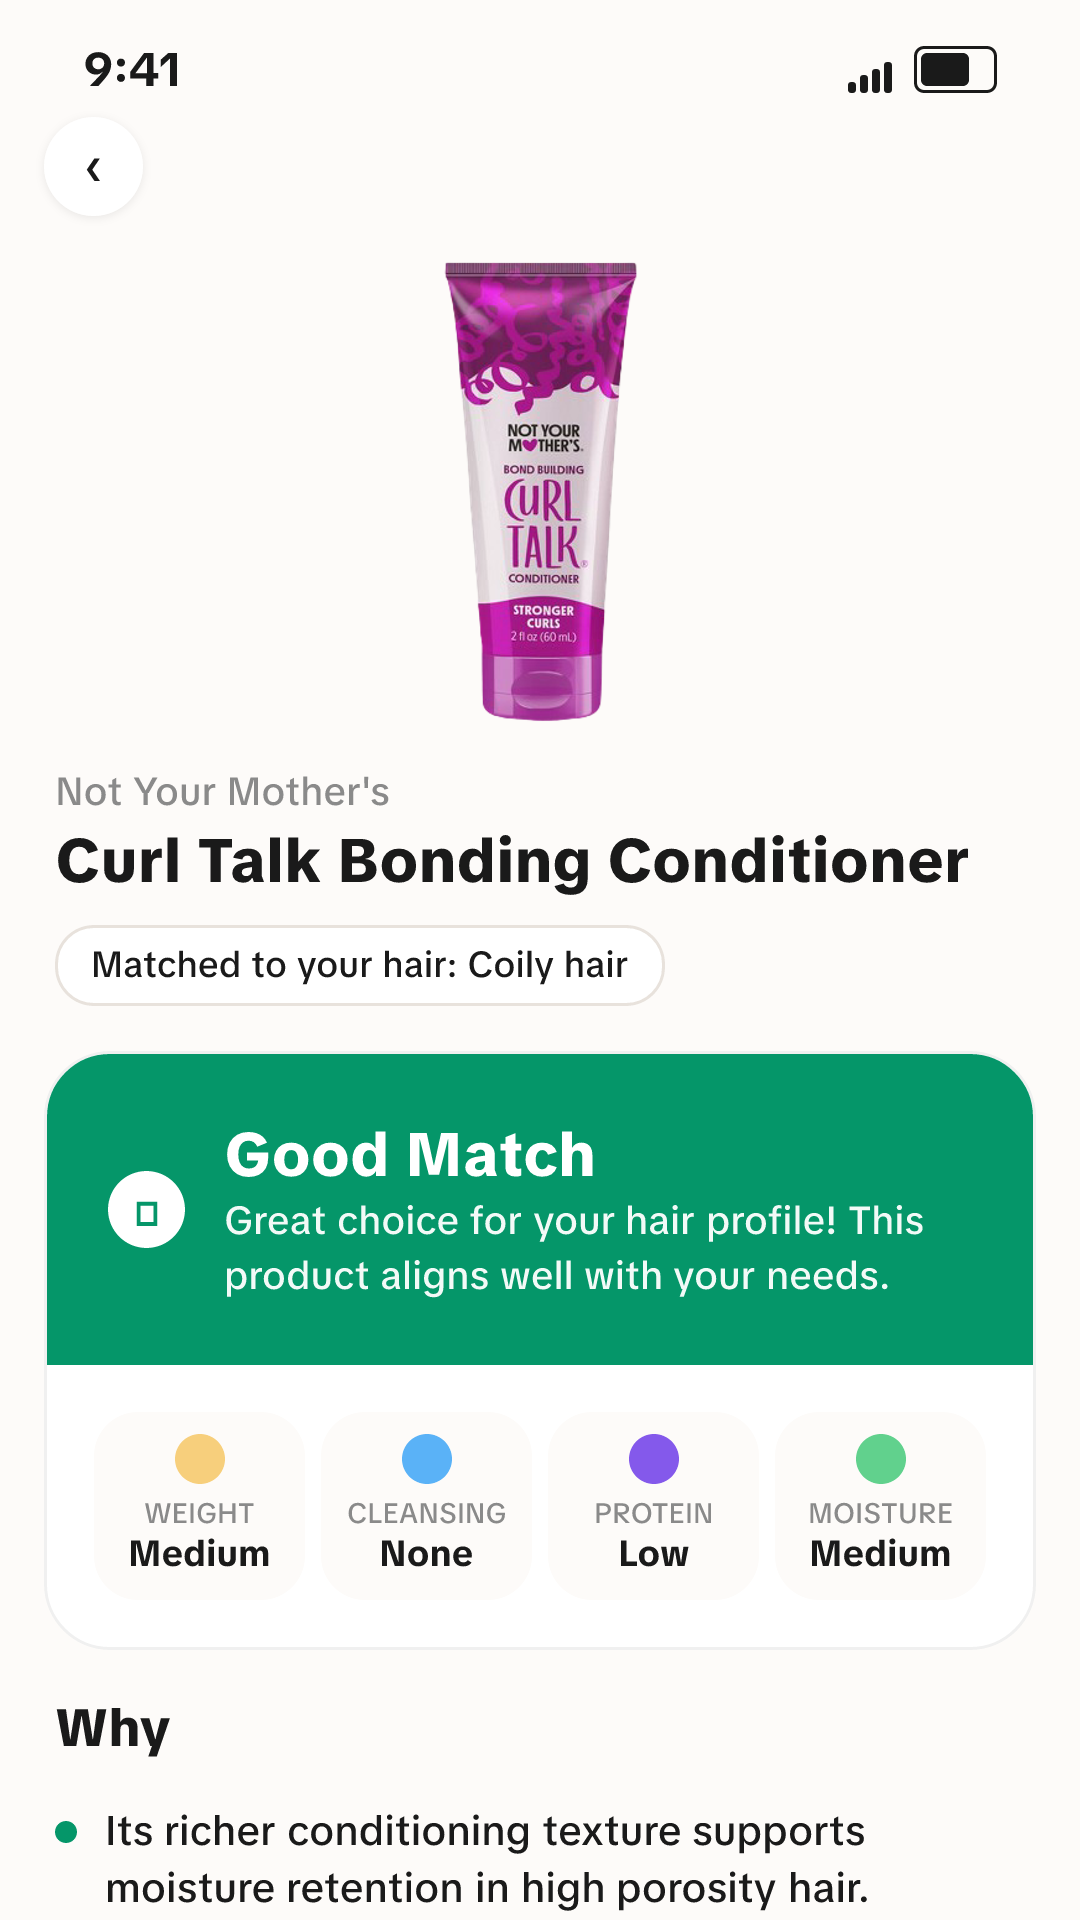 9:41
NOT YOUR
M♥THER'S.
BOND BUILDING
CURL
TALK®
CONDITIONER
STRONGER
CURLS
2 fl oz (60 mL)
Not Your Mother's
Curl Talk Bonding Conditioner
Matched to your hair: Coily hair
Good Match
Great choice for your hair profile! This
product aligns well with your needs.
WEIGHT CLEANSING PROTEIN MOISTURE
Medium None Low Medium
Why
Its richer conditioning texture supports
moisture retention in high porosity hair.